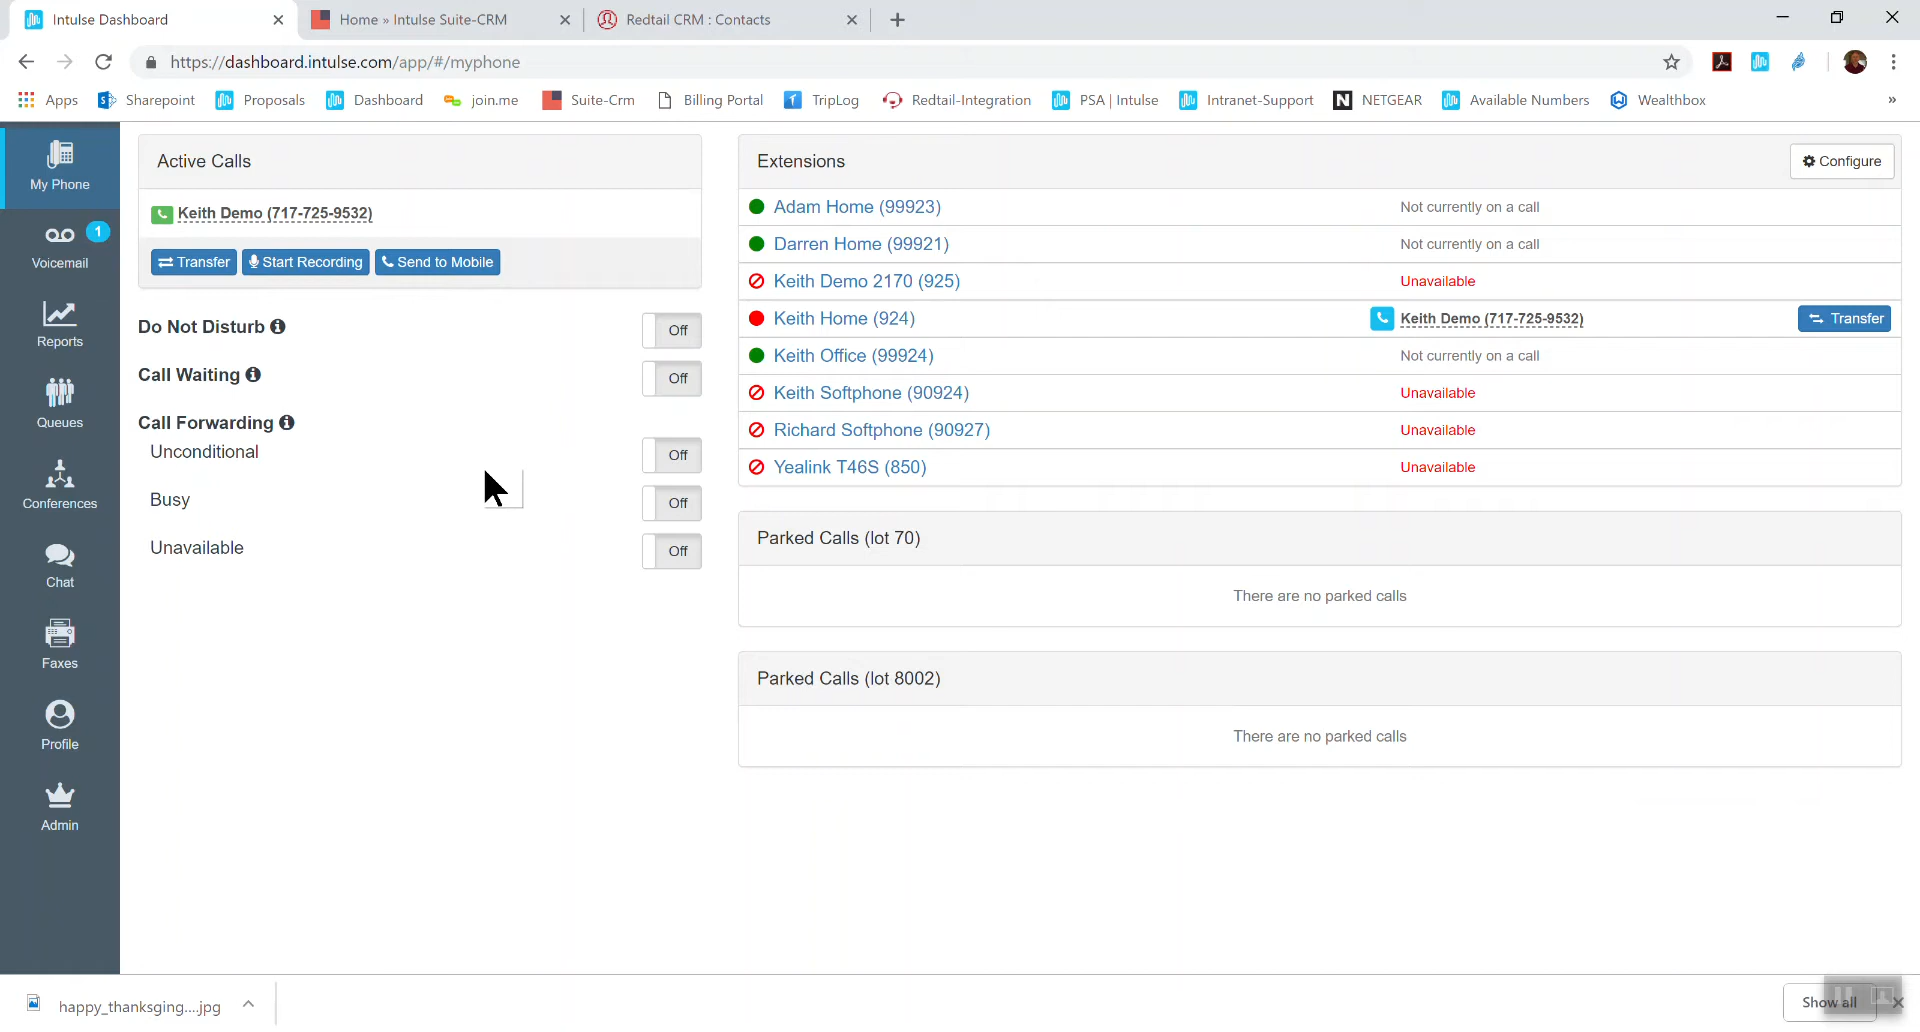 Intulse Dashboard
Home » Intulse Suite-CRM
Redtail CRM : Contacts
https://dashboard.intulse.com/app/#/myphone
Apps Sharepoint Proposals Dashboard join.me Suite-Crm Billing Portal TripLog Redtail-Integration PSA | Intulse Intranet-Support NETGEAR Available Numbers Wealthbox »
My Phone
Voicemail 1
Reports
Queues
Conferences
Chat
Faxes
Profile
Admin
Active Calls
Keith Demo (717-725-9532)
Transfer Start Recording Send to Mobile
Do Not Disturb Off
Call Waiting Off
Call Forwarding
Unconditional Off
Busy Off
Unavailable Off
Extensions Configure
Adam Home (99923) Not currently on a call
Darren Home (99921) Not currently on a call
Keith Demo 2170 (925) Unavailable
Keith Home (924) Keith Demo (717-725-9532) Transfer
Keith Office (99924) Not currently on a call
Keith Softphone (90924) Unavailable
Richard Softphone (90927) Unavailable
Yealink T46S (850) Unavailable
Parked Calls (lot 70)
There are no parked calls
Parked Calls (lot 8002)
There are no parked calls
happy_thanksging....jpg
Show all